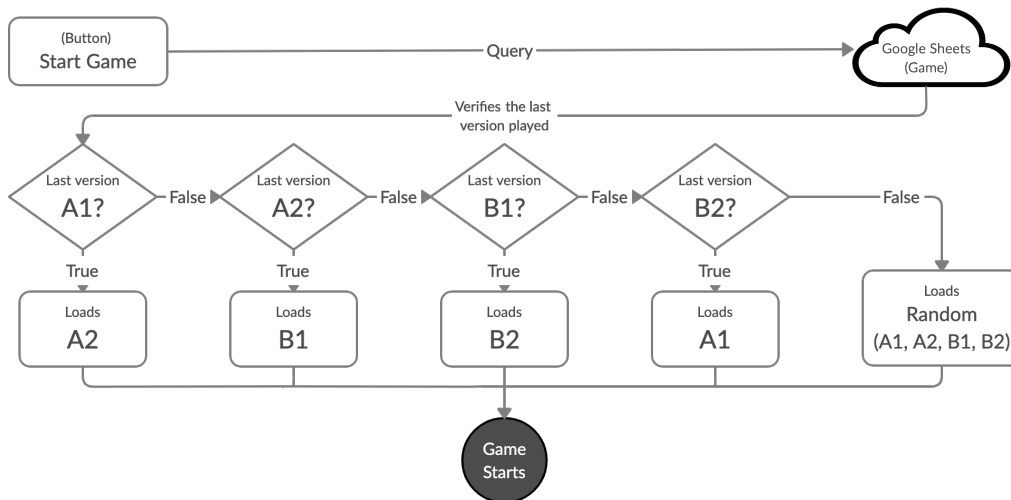 (Button)
Start Game
Query
Google Sheets
(Game)
Verifies the last
version played
Last version
A1?
False
Last version
A2?
False
Last version
B1?
False
Last version
B2?
False
True
True
True
True
Loads
A2
Loads
B1
Loads
B2
Loads
A1
Loads
Random
(A1, A2, B1, B2)
Game
Starts